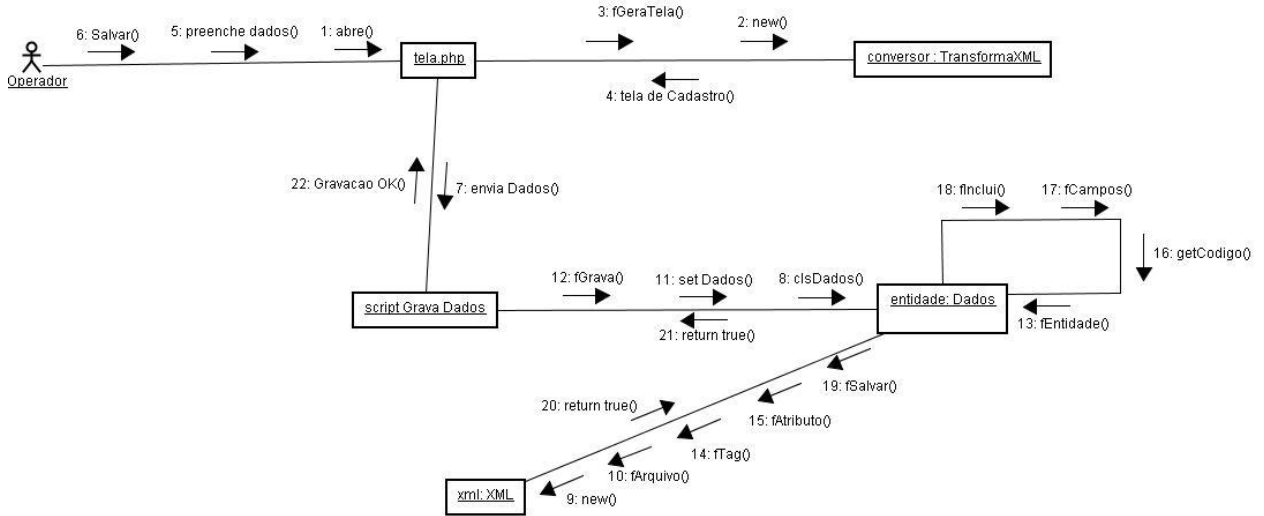 3: fGeraTela()
2: new()
6: Salvar()
5: preenche dados()
1: abre()
tela.php
conversor : TransformaXML
Operador
4: tela de Cadastro()
22: Gravacao OK()
7: envia Dados()
18: fInclui()
17: fCampos()
16: getCodigo()
12: fGrava()
11: set Dados()
8: clsDados()
script Grava Dados
entidade: Dados
21: return true()
13: fEntidade()
19: fSalvar()
20: return true()
15: fAtributo()
14: fTag()
10: fArquivo()
xml: XML
9: new()